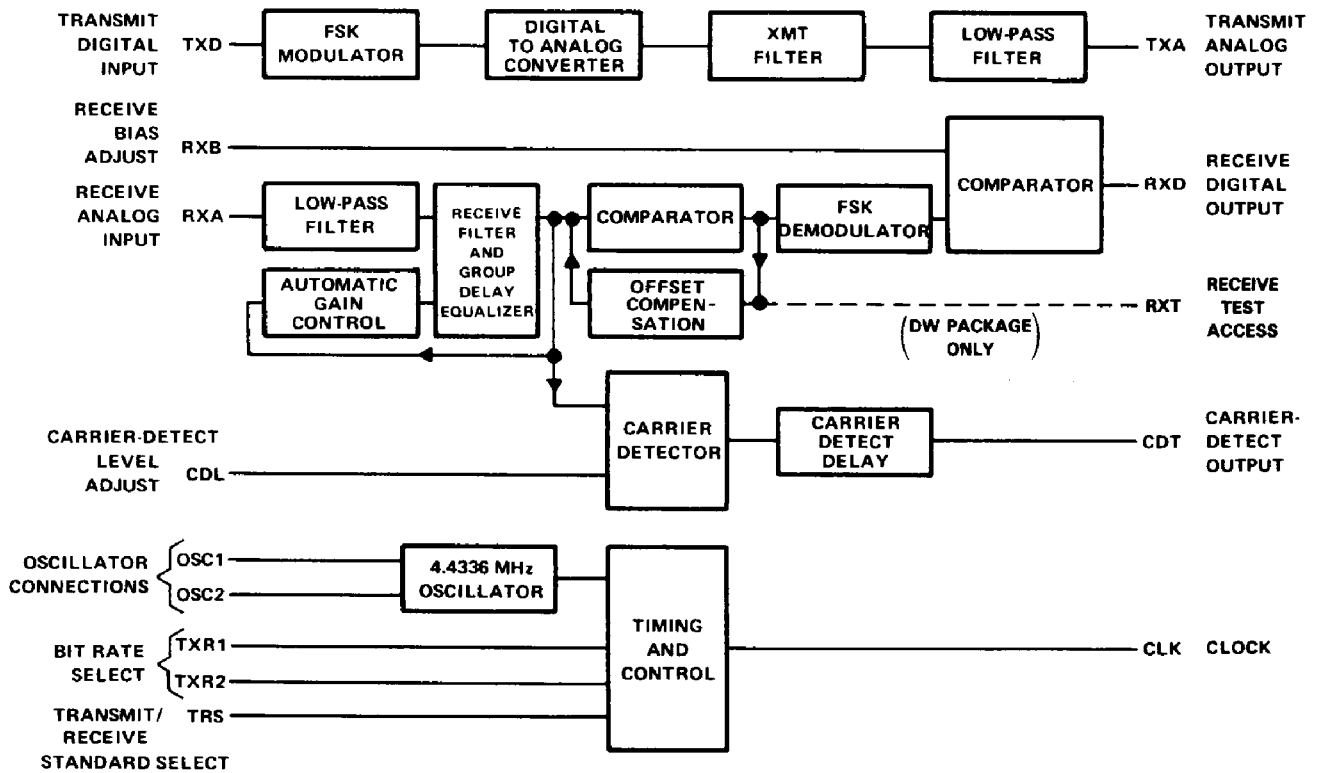 TRANSMIT
DIGITAL
INPUT
TXD
FSK
MODULATOR
DIGITAL
TO ANALOG
CONVERTER
XMT
FILTER
LOW-PASS
FILTER
TXA
TRANSMIT
ANALOG
OUTPUT
RECEIVE
BIAS
ADJUST
RXB
COMPARATOR
RXD
RECEIVE
DIGITAL
OUTPUT
RECEIVE
ANALOG
INPUT
RXA
LOW-PASS
FILTER
RECEIVE
FILTER
AND
GROUP
DELAY
EQUALIZER
COMPARATOR
FSK
DEMODULATOR
AUTOMATIC
GAIN
CONTROL
OFFSET
COMPEN-
SATION
(DW PACKAGE
ONLY)
RXT
RECEIVE
TEST
ACCESS
CARRIER-DETECT
LEVEL
ADJUST
CDL
CARRIER
DETECTOR
CARRIER
DETECT
DELAY
CDT
CARRIER-
DETECT
OUTPUT
OSCILLATOR
CONNECTIONS
OSC1
OSC2
4.4336 MHz
OSCILLATOR
BIT RATE
SELECT
TXR1
TXR2
TRANSMIT/
RECEIVE
STANDARD SELECT
TRS
TIMING
AND
CONTROL
CLK
CLOCK